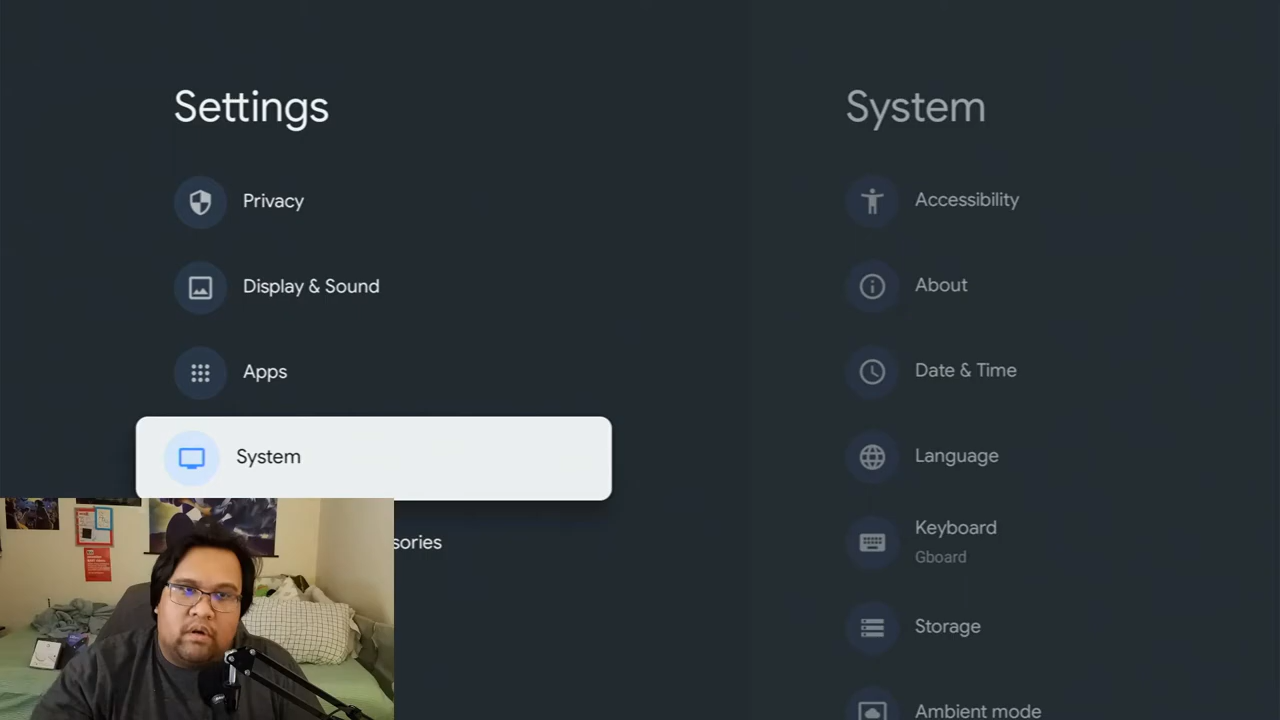 Settings
Privacy
Display & Sound
Apps
System
sories
System
Accessibility
About
Date & Time
Language
Keyboard
Gboard
Storage
Ambient mode